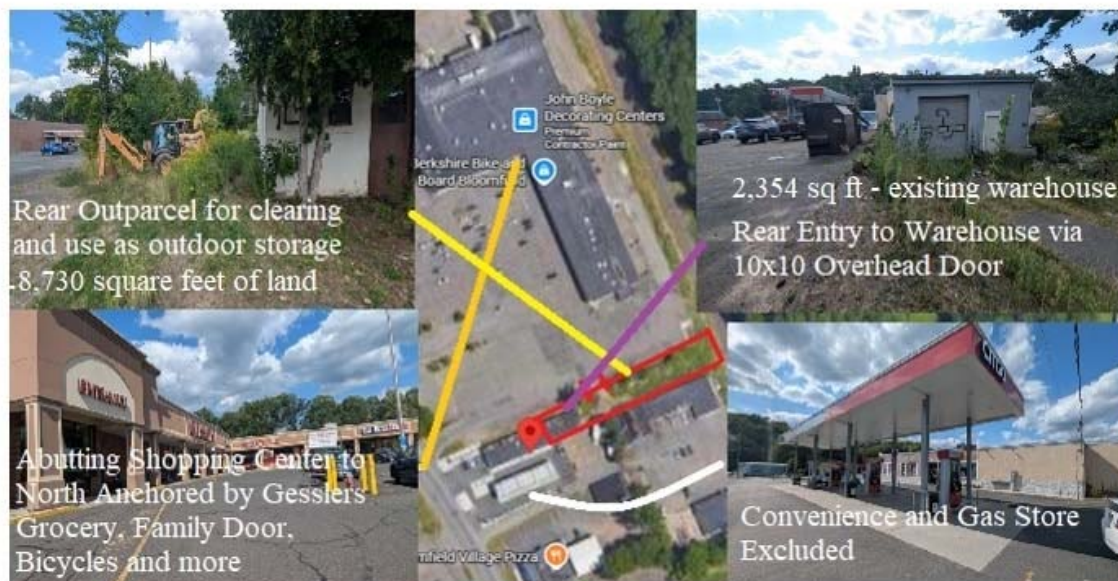 Rear Outparcel for clearing
and use as outdoor storage
-8,730 square feet of land
John Boyle
Decorating Centers
Premium
Contractor Paint
Berkshire Bike and
Board Bloomfield
2,354 sq ft - existing warehouse
Rear Entry to Warehouse via
10x10 Overhead Door
Abutting Shopping Center to
North Anchored by Gesslers
Grocery, Family Door,
Bicycles and more
mfield Village Pizza
CITGO
Convenience and Gas Store
Excluded